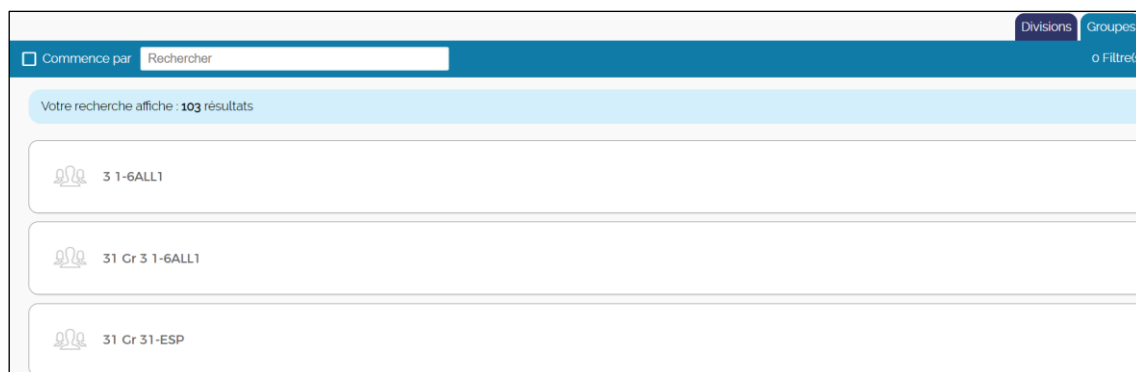 Divisions Groupes
Commence par Rechercher 0 Filtre(s
Votre recherche affiche : 103 résultats
3 1-6ALL1
31 Gr 3 1-6ALL1
31 Gr 31-ESP